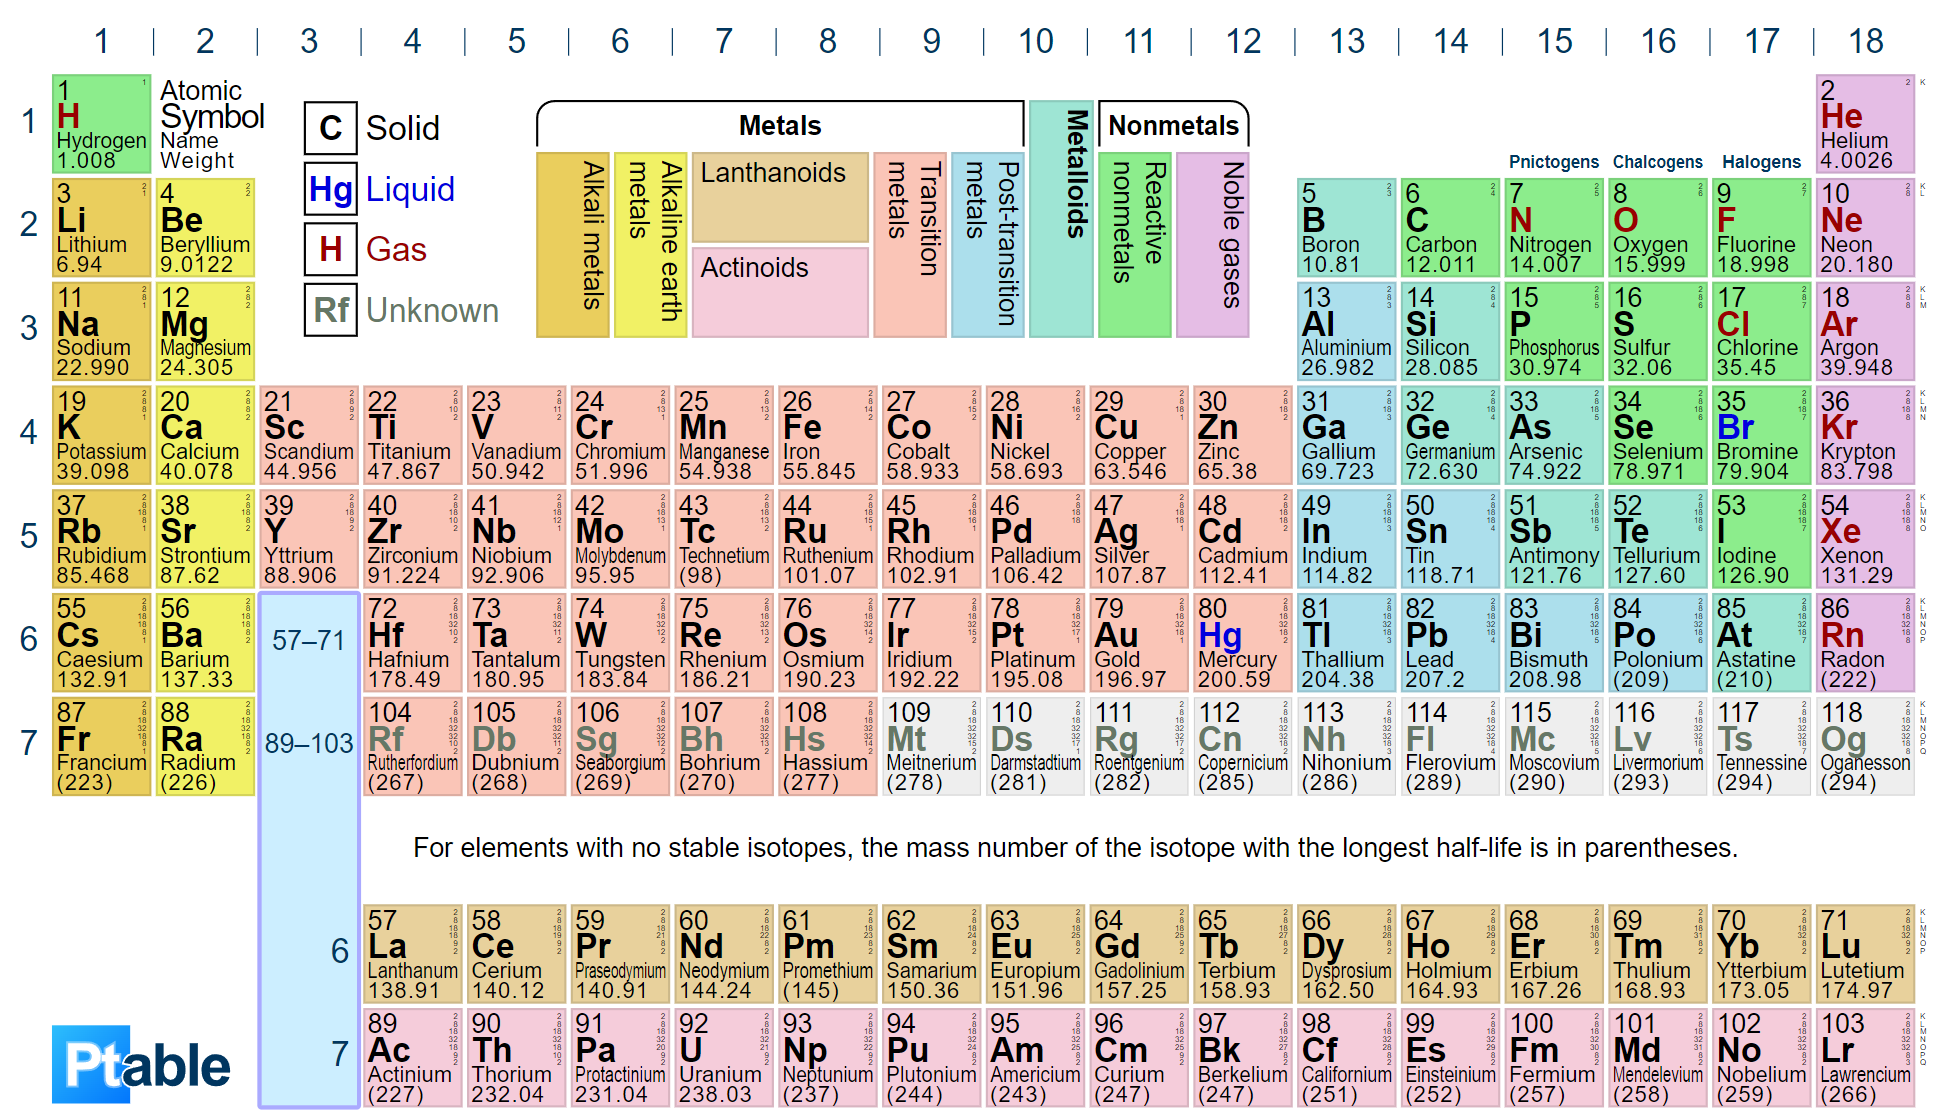 1 2 3 4 5 6 7 8 9 10 11 12 13 14 15 16 17 18
1
1
H
Hydrogen
1.008
Atomic
Symbol
Name
Weight
C Solid
Hg Liquid
H Gas
Rf Unknown
Metals
Metalloids
Nonmetals
Alkali metals
Alkaline earth metals
Lanthanoids
Actinoids
Transition metals
Post-transition metals
Reactive nonmetals
Noble gases
Pnictogens Chalcogens Halogens
2
He
Helium
4.0026
2
3 4 5 6 7 8 9 10
Li Be B C N O F Ne
Lithium Beryllium Boron Carbon Nitrogen Oxygen Fluorine Neon
6.94 9.0122 10.81 12.011 14.007 15.999 18.998 20.180
3
11 12 13 14 15 16 17 18
Na Mg Al Si P S Cl Ar
Sodium Magnesium Aluminium Silicon Phosphorus Sulfur Chlorine Argon
22.990 24.305 26.982 28.085 30.974 32.06 35.45 39.948
4
19 20 21 22 23 24 25 26 27 28 29 30 31 32 33 34 35 36
K Ca Sc Ti V Cr Mn Fe Co Ni Cu Zn Ga Ge As Se Br Kr
Potassium Calcium Scandium Titanium Vanadium Chromium Manganese Iron Cobalt Nickel Copper Zinc Gallium Germanium Arsenic Selenium Bromine Krypton
39.098 40.078 44.956 47.867 50.942 51.996 54.938 55.845 58.933 58.693 63.546 65.38 69.723 72.630 74.922 78.971 79.904 83.798
5
37 38 39 40 41 42 43 44 45 46 47 48 49 50 51 52 53 54
Rb Sr Y Zr Nb Mo Tc Ru Rh Pd Ag Cd In Sn Sb Te I Xe
Rubidium Strontium Yttrium Zirconium Niobium Molybdenum Technetium Ruthenium Rhodium Palladium Silver Cadmium Indium Tin Antimony Tellurium Iodine Xenon
85.468 87.62 88.906 91.224 92.906 95.95 (98) 101.07 102.91 106.42 107.87 112.41 114.82 118.71 121.76 127.60 126.90 131.29
6
55 56 57–71 72 73 74 75 76 77 78 79 80 81 82 83 84 85 86
Cs Ba Hf Ta W Re Os Ir Pt Au Hg Tl Pb Bi Po At Rn
Caesium Barium Hafnium Tantalum Tungsten Rhenium Osmium Iridium Platinum Gold Mercury Thallium Lead Bismuth Polonium Astatine Radon
132.91 137.33 178.49 180.95 183.84 186.21 190.23 192.22 195.08 196.97 200.59 204.38 207.2 208.98 (209) (210) (222)
7
87 88 89–103 104 105 106 107 108 109 110 111 112 113 114 115 116 117 118
Fr Ra Rf Db Sg Bh Hs Mt Ds Rg Cn Nh Fl Mc Lv Ts Og
Francium Radium Rutherfordium Dubnium Seaborgium Bohrium Hassium Meitnerium Darmstadtium Roentgenium Copernicium Nihonium Flerovium Moscovium Livermorium Tennessine Oganesson
(223) (226) (267) (268) (269) (270) (277) (278) (281) (282) (285) (286) (289) (290) (293) (294) (294)
For elements with no stable isotopes, the mass number of the isotope with the longest half-life is in parentheses.
6
57 58 59 60 61 62 63 64 65 66 67 68 69 70 71
La Ce Pr Nd Pm Sm Eu Gd Tb Dy Ho Er Tm Yb Lu
Lanthanum Cerium Praseodymium Neodymium Promethium Samarium Europium Gadolinium Terbium Dysprosium Holmium Erbium Thulium Ytterbium Lutetium
138.91 140.12 140.91 144.24 (145) 150.36 151.96 157.25 158.93 162.50 164.93 167.26 168.93 173.05 174.97
7
89 90 91 92 93 94 95 96 97 98 99 100 101 102 103
Ac Th Pa U Np Pu Am Cm Bk Cf Es Fm Md No Lr
Actinium Thorium Protactinium Uranium Neptunium Plutonium Americium Curium Berkelium Californium Einsteinium Fermium Mendelevium Nobelium Lawrencium
(227) 232.04 231.04 238.03 (237) (244) (243) (247) (247) (251) (252) (257) (258) (259) (266)
Ptable